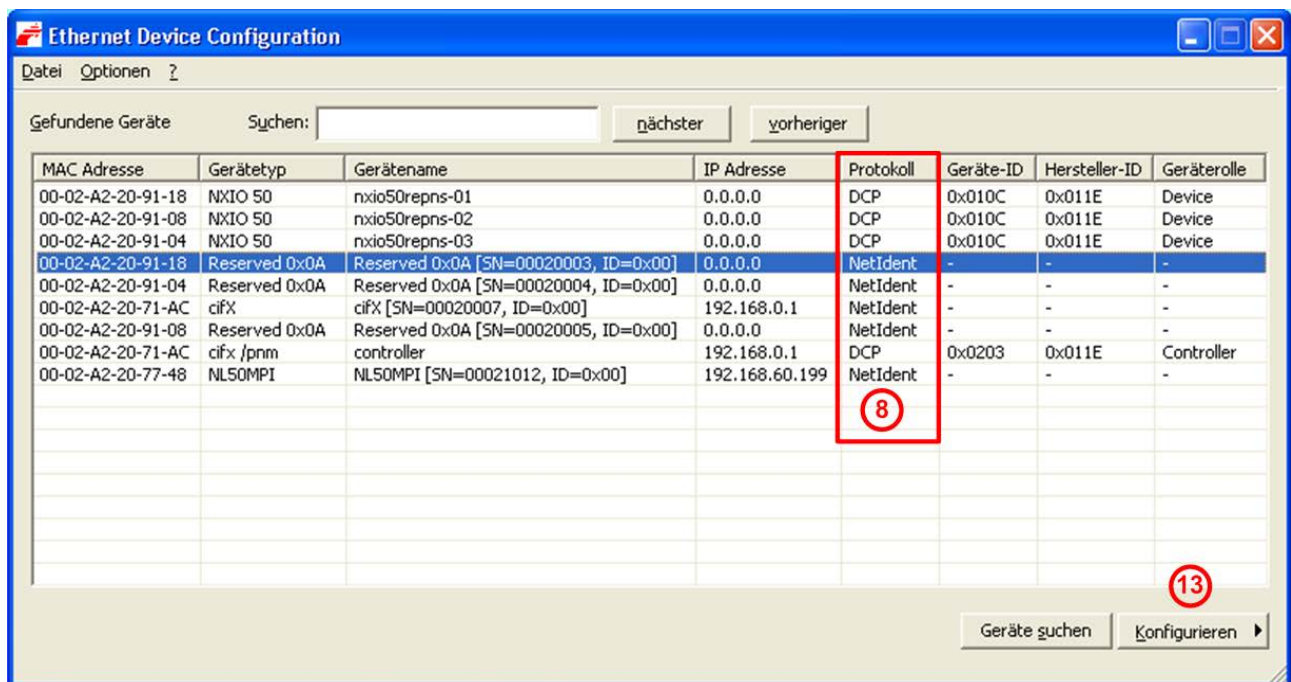 Ethernet Device Configuration
Datei Optionen ?
Gefundene Geräte Suchen: nächster vorheriger
MAC Adresse Gerätetyp Gerätename IP Adresse Protokoll Geräte-ID Hersteller-ID Geräterolle
00-02-A2-20-91-18 NXIO 50 nxio50repns-01 0.0.0.0 DCP 0x010C 0x011E Device
00-02-A2-20-91-08 NXIO 50 nxio50repns-02 0.0.0.0 DCP 0x010C 0x011E Device
00-02-A2-20-91-04 NXIO 50 nxio50repns-03 0.0.0.0 DCP 0x010C 0x011E Device
00-02-A2-20-91-18 Reserved 0x0A Reserved 0x0A [SN=00020003, ID=0x00] 0.0.0.0 NetIdent - - -
00-02-A2-20-91-04 Reserved 0x0A Reserved 0x0A [SN=00020004, ID=0x00] 0.0.0.0 NetIdent - - -
00-02-A2-20-71-AC cifX cifX [SN=00020007, ID=0x00] 192.168.0.1 NetIdent - - -
00-02-A2-20-91-08 Reserved 0x0A Reserved 0x0A [SN=00020005, ID=0x00] 0.0.0.0 NetIdent - - -
00-02-A2-20-71-AC cifx /pnm controller 192.168.0.1 DCP 0x0203 0x011E Controller
00-02-A2-20-77-48 NL50MPI NL50MPI [SN=00021012, ID=0x00] 192.168.60.199 NetIdent - - -
8
13
Geräte suchen Konfigurieren